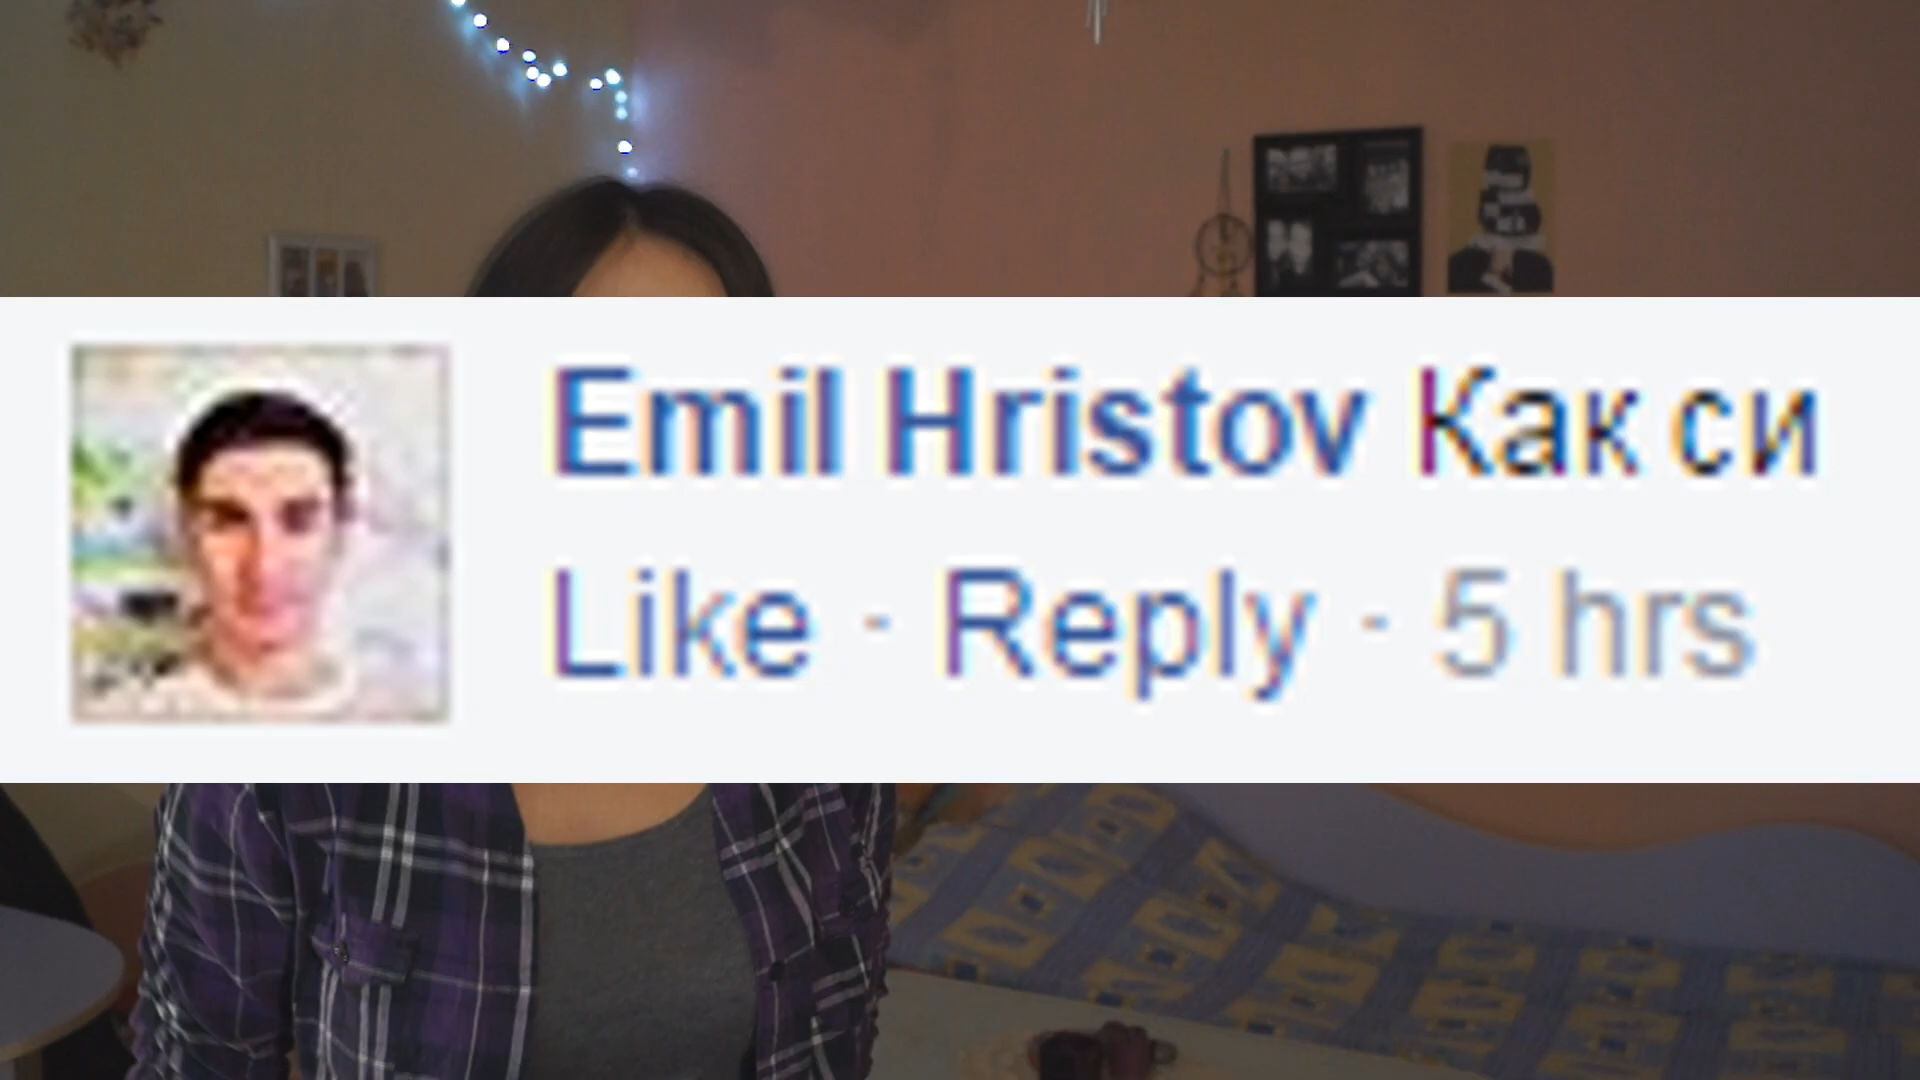 Emil Hristov Как си
Like · Reply · 5 hrs